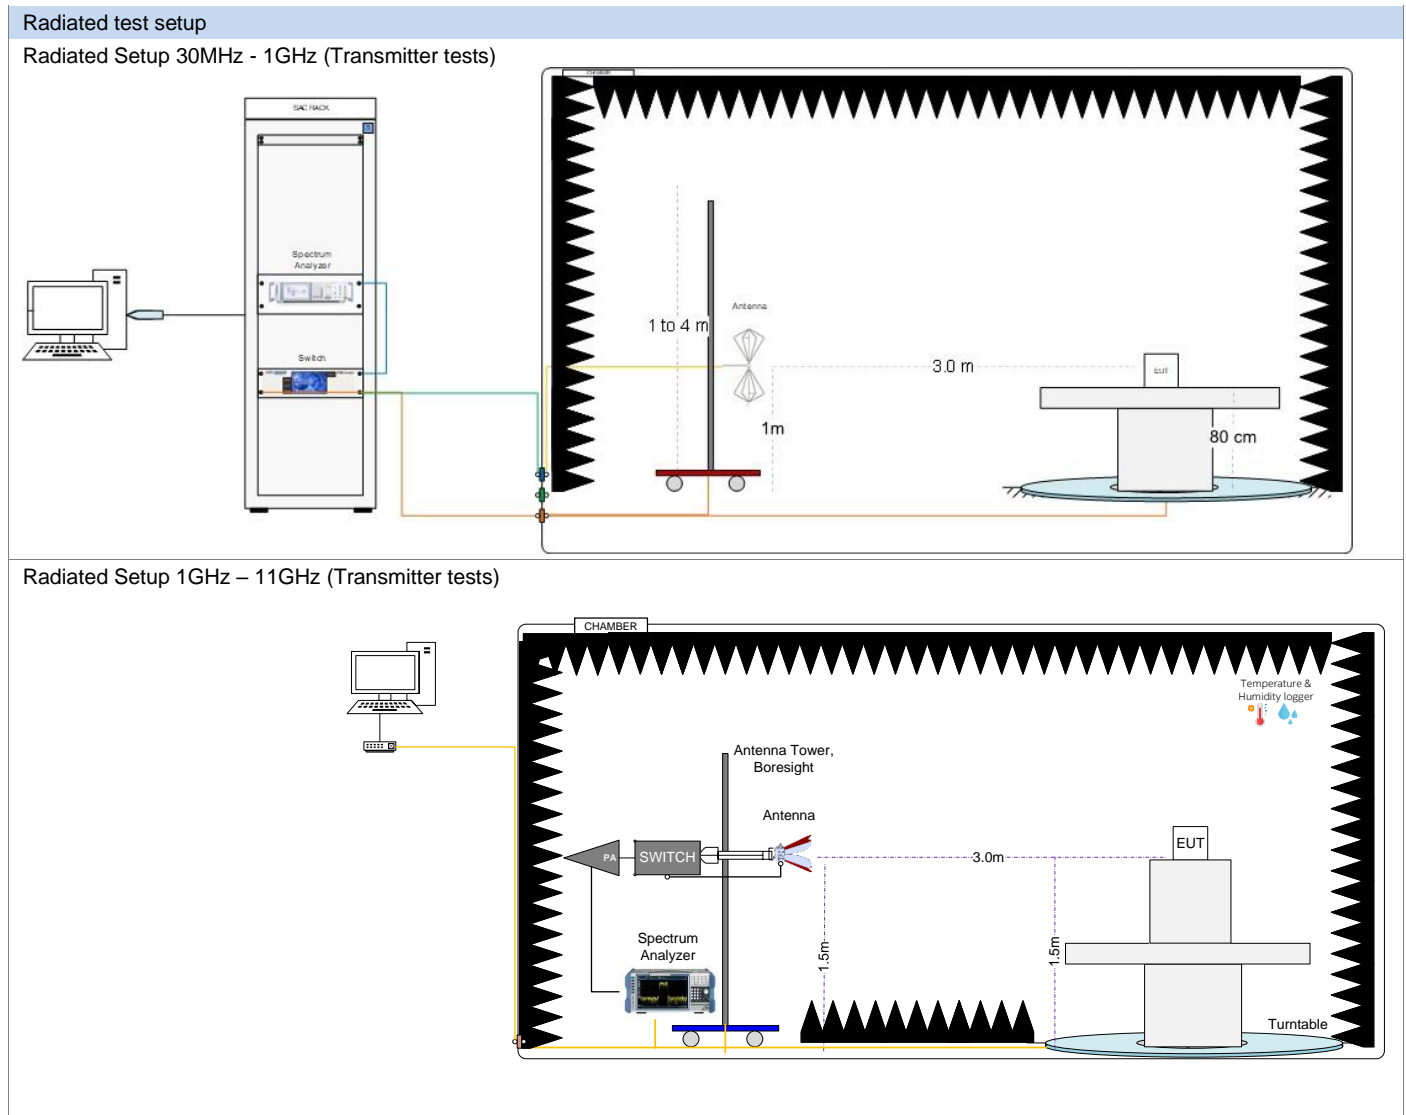 Radiated test setup
Radiated Setup 30MHz - 1GHz (Transmitter tests)
CHAMBER
SAC RACK
Spectrum
Analyzer
Switch
1 to 4 m
Antenna
3.0 m
1m
EUT
80 cm
Radiated Setup 1GHz – 11GHz (Transmitter tests)
CHAMBER
Temperature &
Humidity logger
Antenna Tower,
Boresight
Antenna
PA
SWITCH
3.0m
EUT
Spectrum
Analyzer
1.5m
1.5m
Turntable